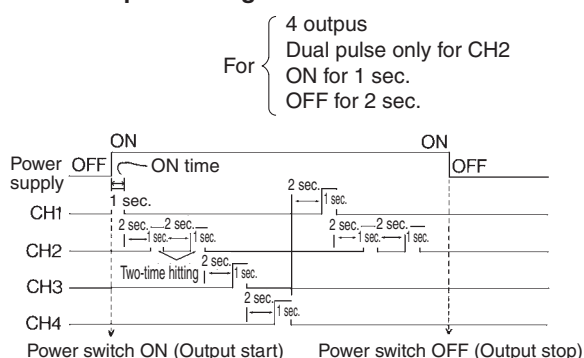 4 outpus
Dual pulse only for CH2
For
ON for 1 sec.
OFF for 2 sec.
ON
ON
Power supply
OFF
ON time
OFF
1 sec.
2 sec.
1 sec.
CH1
2 sec.
2 sec.
2 sec.
2 sec.
CH2
1 sec.
1 sec.
1 sec.
1 sec.
Two-time hitting
2 sec.
1 sec.
CH3
2 sec.
1 sec.
CH4
Power switch ON (Output start)
Power switch OFF (Output stop)